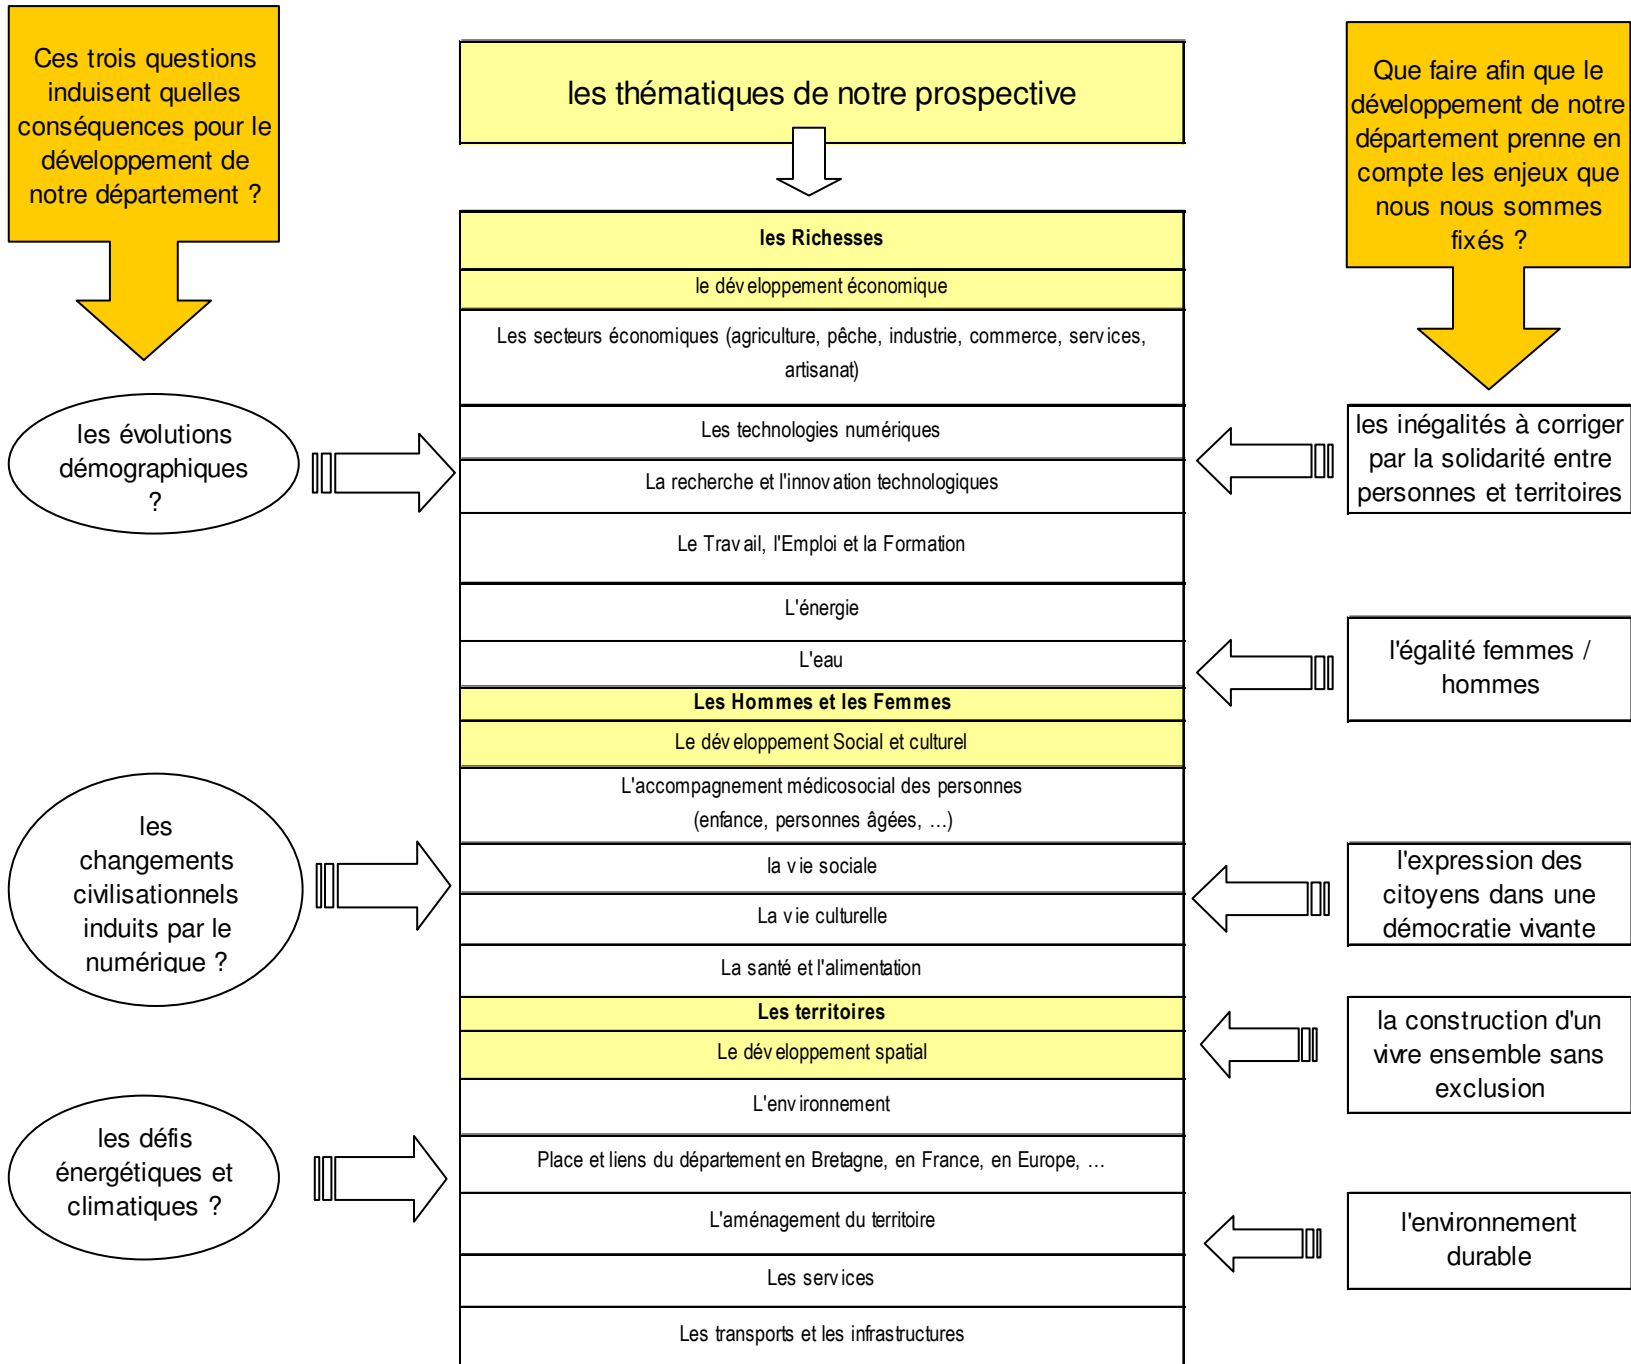 Ces trois questions
induisent quelles
conséquences pour le
développement de
notre département ?
les évolutions
démographiques
?
les
changements
civilisationnels
induits par le
numérique ?
les défis
énergétiques et
climatiques ?
les thématiques de notre prospective
les Richesses
le développement économique
Les secteurs économiques (agriculture, pêche, industrie, commerce, services,
artisanat)
Les technologies numériques
La recherche et l'innovation technologiques
Le Travail, l'Emploi et la Formation
L'énergie
L'eau
Les Hommes et les Femmes
Le développement Social et culturel
L'accompagnement médicosocial des personnes
(enfance, personnes âgées, …)
la vie sociale
La vie culturelle
La santé et l'alimentation
Les territoires
Le développement spatial
L'environnement
Place et liens du département en Bretagne, en France, en Europe, …
L'aménagement du territoire
Les services
Les transports et les infrastructures
Que faire afin que le
développement de notre
département prenne en
compte les enjeux que
nous nous sommes
fixés ?
les inégalités à corriger
par la solidarité entre
personnes et territoires
l'égalité femmes /
hommes
l'expression des
citoyens dans une
démocratie vivante
la construction d'un
vivre ensemble sans
exclusion
l'environnement
durable